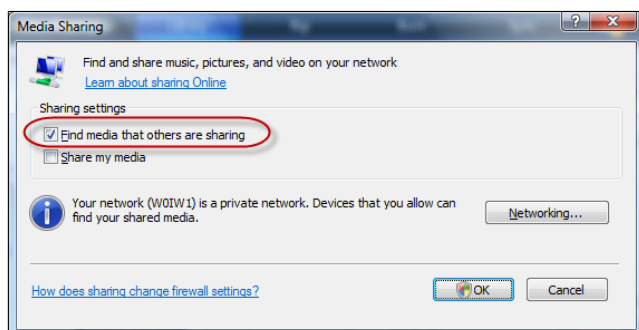 Media Sharing
Find and share music, pictures, and video on your network
Learn about sharing Online
Sharing settings
Find media that others are sharing
Share my media
Your network (W0IW1) is a private network. Devices that you allow can
find your shared media.
Networking...
How does sharing change firewall settings?
OK
Cancel